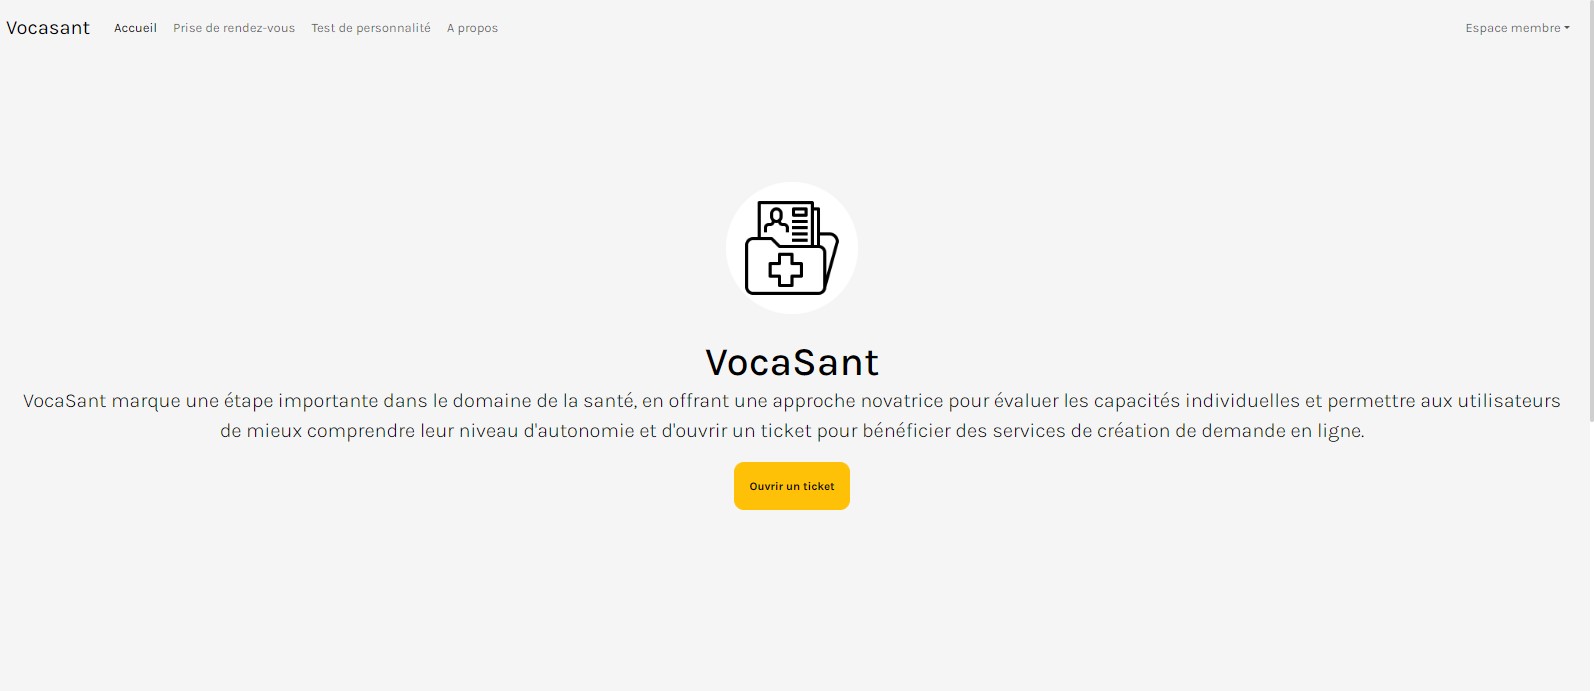 Vocasant Accueil Prise de rendez-vous Test de personnalité A propos Espace membre
VocaSant
VocaSant marque une étape importante dans le domaine de la santé, en offrant une approche novatrice pour évaluer les capacités individuelles et permettre aux utilisateurs
de mieux comprendre leur niveau d'autonomie et d'ouvrir un ticket pour bénéficier des services de création de demande en ligne.
Ouvrir un ticket